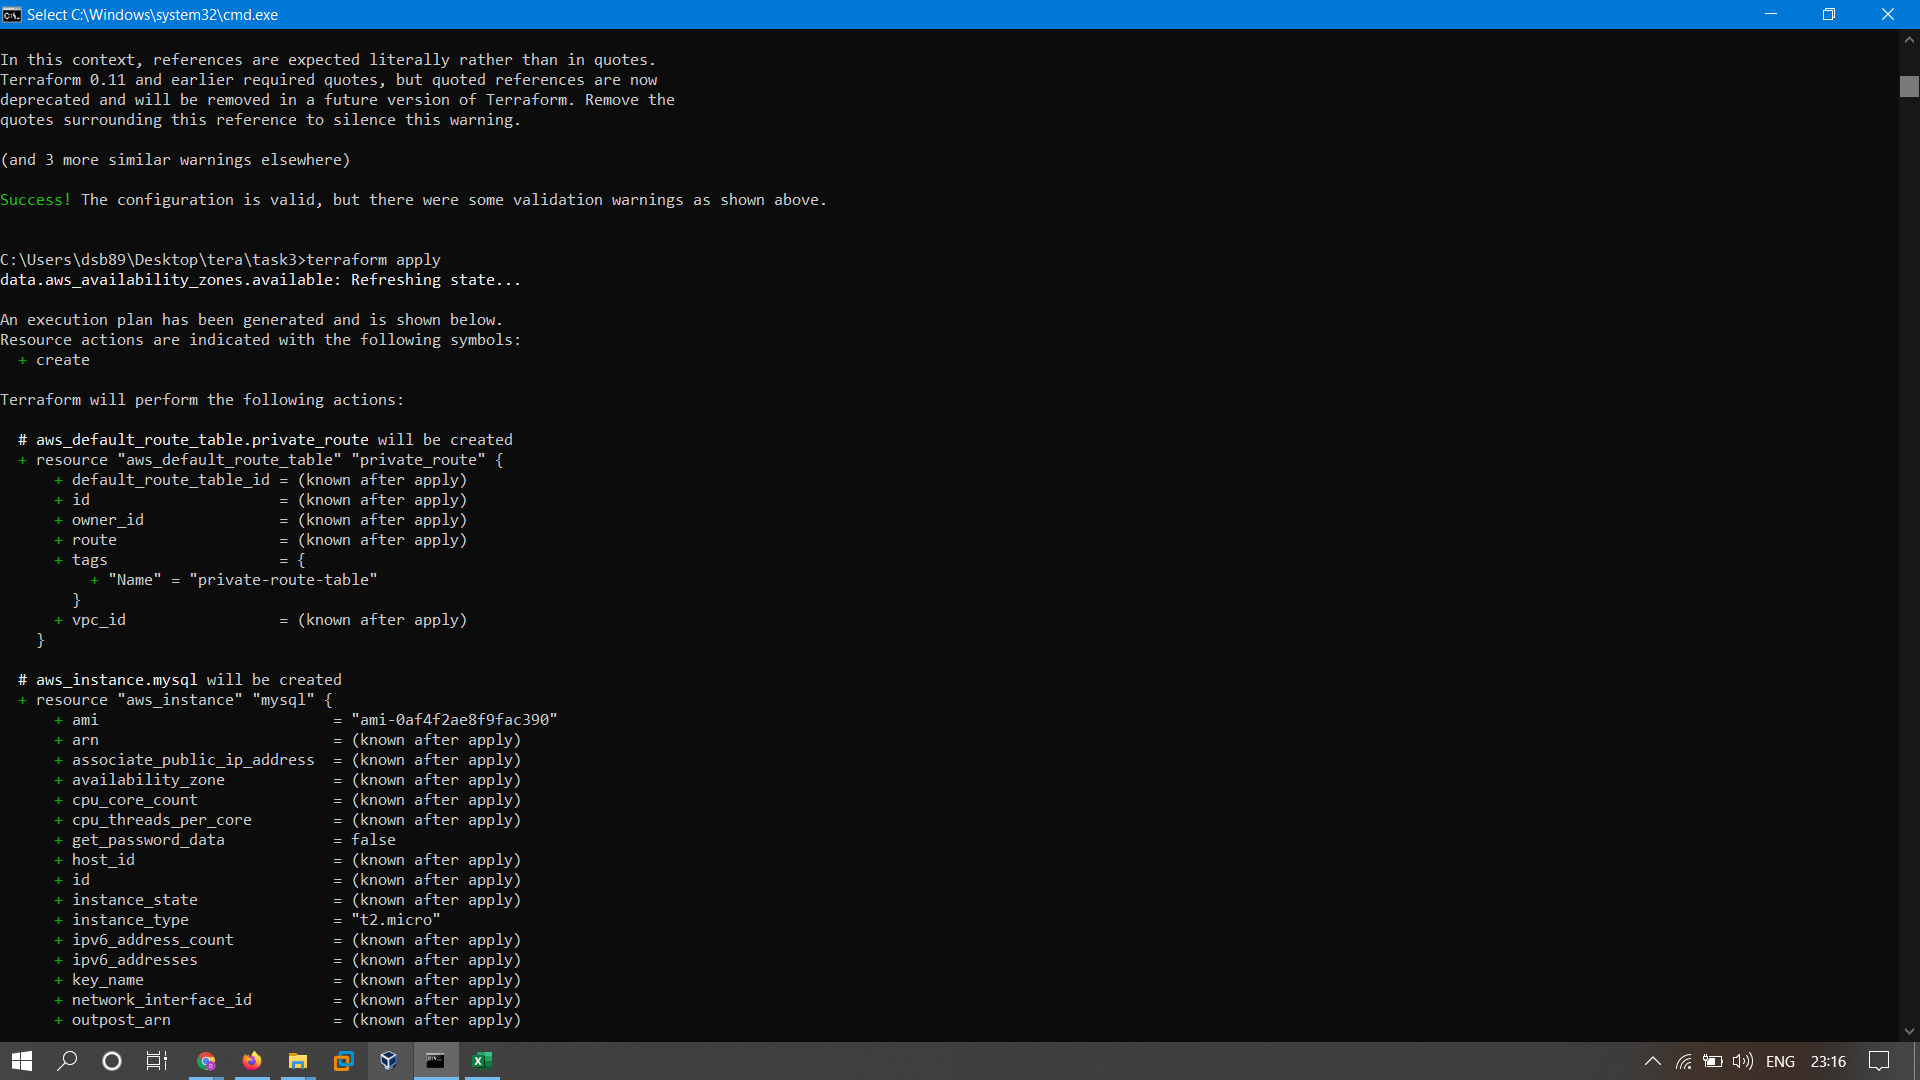 Select C:\Windows\system32\cmd.exe
In this context, references are expected literally rather than in quotes.
Terraform 0.11 and earlier required quotes, but quoted references are now
deprecated and will be removed in a future version of Terraform. Remove the
quotes surrounding this reference to silence this warning.
(and 3 more similar warnings elsewhere)
Success! The configuration is valid, but there were some validation warnings as shown above.
C:\Users\dsb89\Desktop\tera\task3>terraform apply
data.aws_availability_zones.available: Refreshing state...
An execution plan has been generated and is shown below.
Resource actions are indicated with the following symbols:
  + create
Terraform will perform the following actions:
  # aws_default_route_table.private_route will be created
  + resource "aws_default_route_table" "private_route" {
      + default_route_table_id = (known after apply)
      + id                     = (known after apply)
      + owner_id               = (known after apply)
      + route                  = (known after apply)
      + tags                   = {
          + "Name" = "private-route-table"
        }
      + vpc_id                 = (known after apply)
    }
  # aws_instance.mysql will be created
  + resource "aws_instance" "mysql" {
      + ami                          = "ami-0af4f2ae8f9fac390"
      + arn                          = (known after apply)
      + associate_public_ip_address  = (known after apply)
      + availability_zone            = (known after apply)
      + cpu_core_count               = (known after apply)
      + cpu_threads_per_core         = (known after apply)
      + get_password_data            = false
      + host_id                      = (known after apply)
      + id                           = (known after apply)
      + instance_state               = (known after apply)
      + instance_type                = "t2.micro"
      + ipv6_address_count           = (known after apply)
      + ipv6_addresses               = (known after apply)
      + key_name                     = (known after apply)
      + network_interface_id         = (known after apply)
      + outpost_arn                  = (known after apply)
ENG 23:16